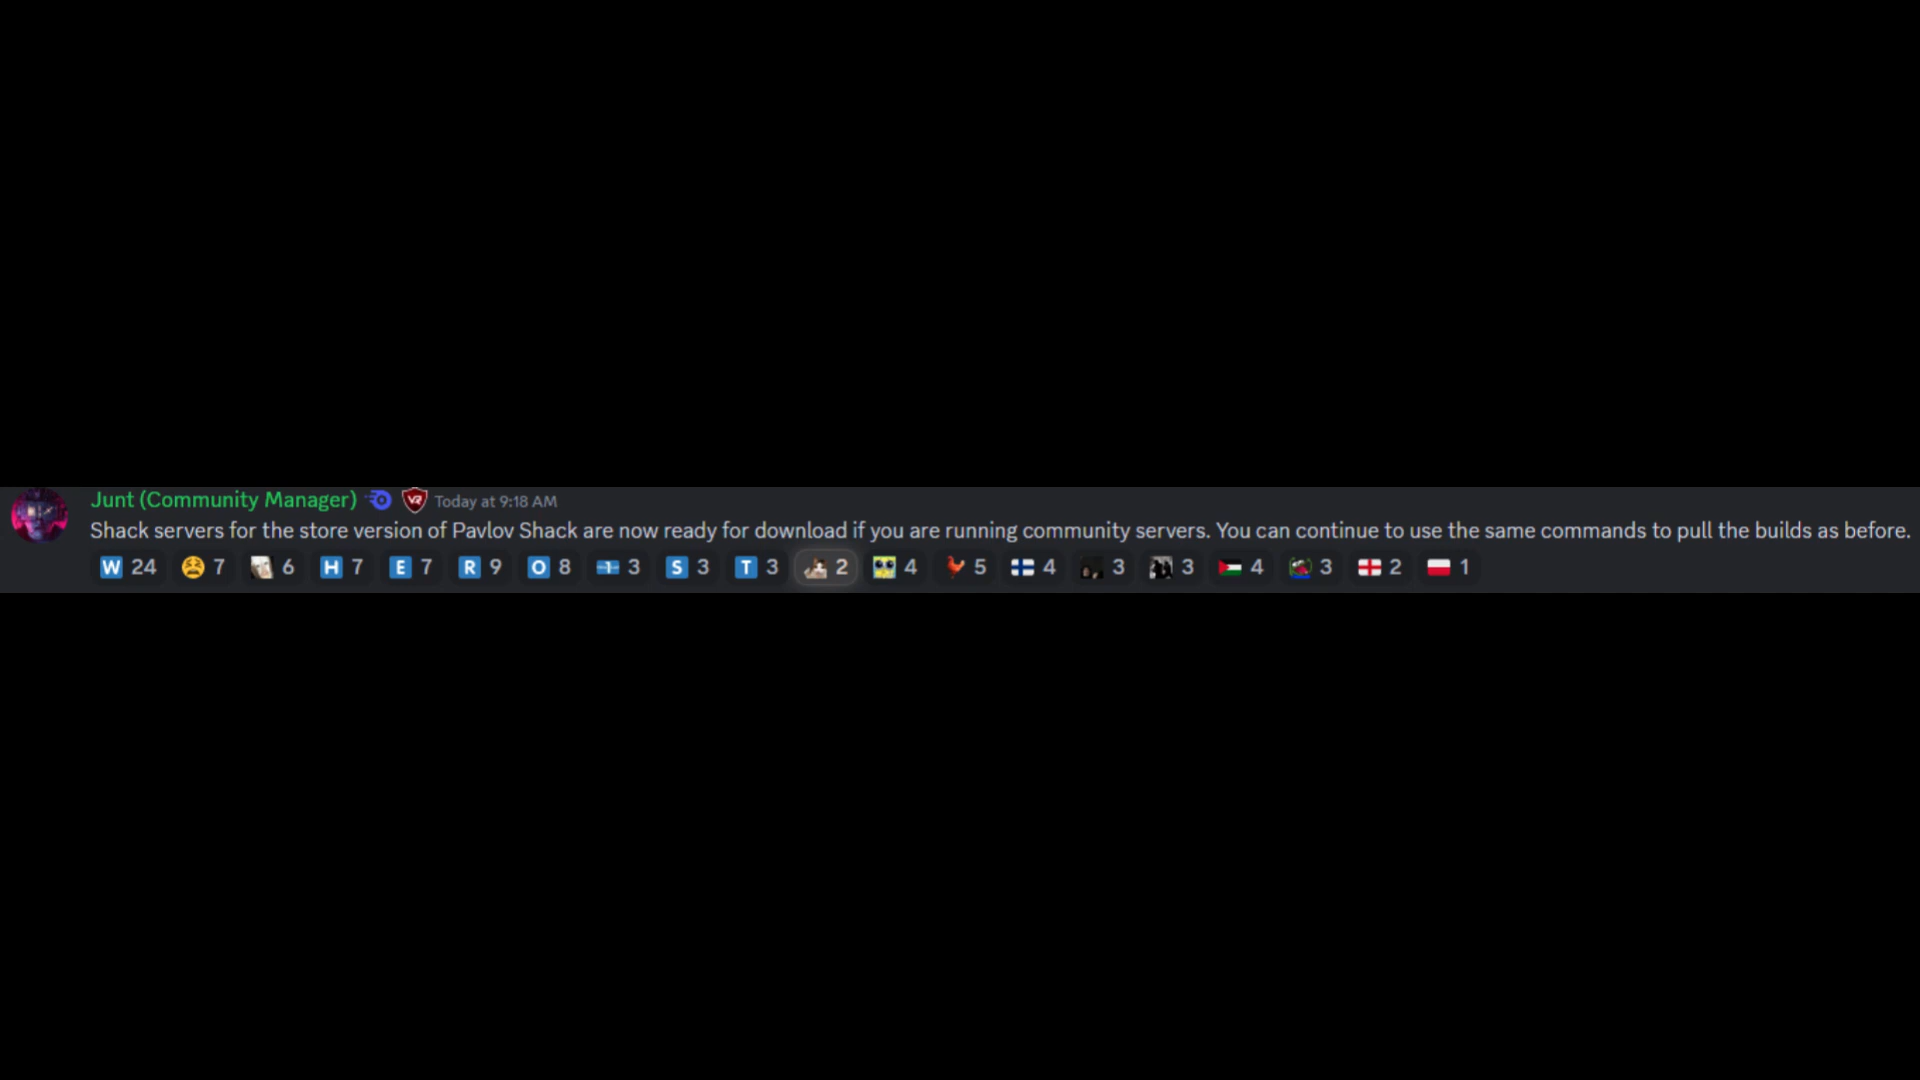 Junt (Community Manager) VR Today at 9:18 AM
Shack servers for the store version of Pavlov Shack are now ready for download if you are running community servers. You can continue to use the same commands to pull the builds as before.
W 24 7 6 H 7 E 7 R 9 O 8 1 3 S 3 T 3 2 4 5 4 3 3 4 3 2 1